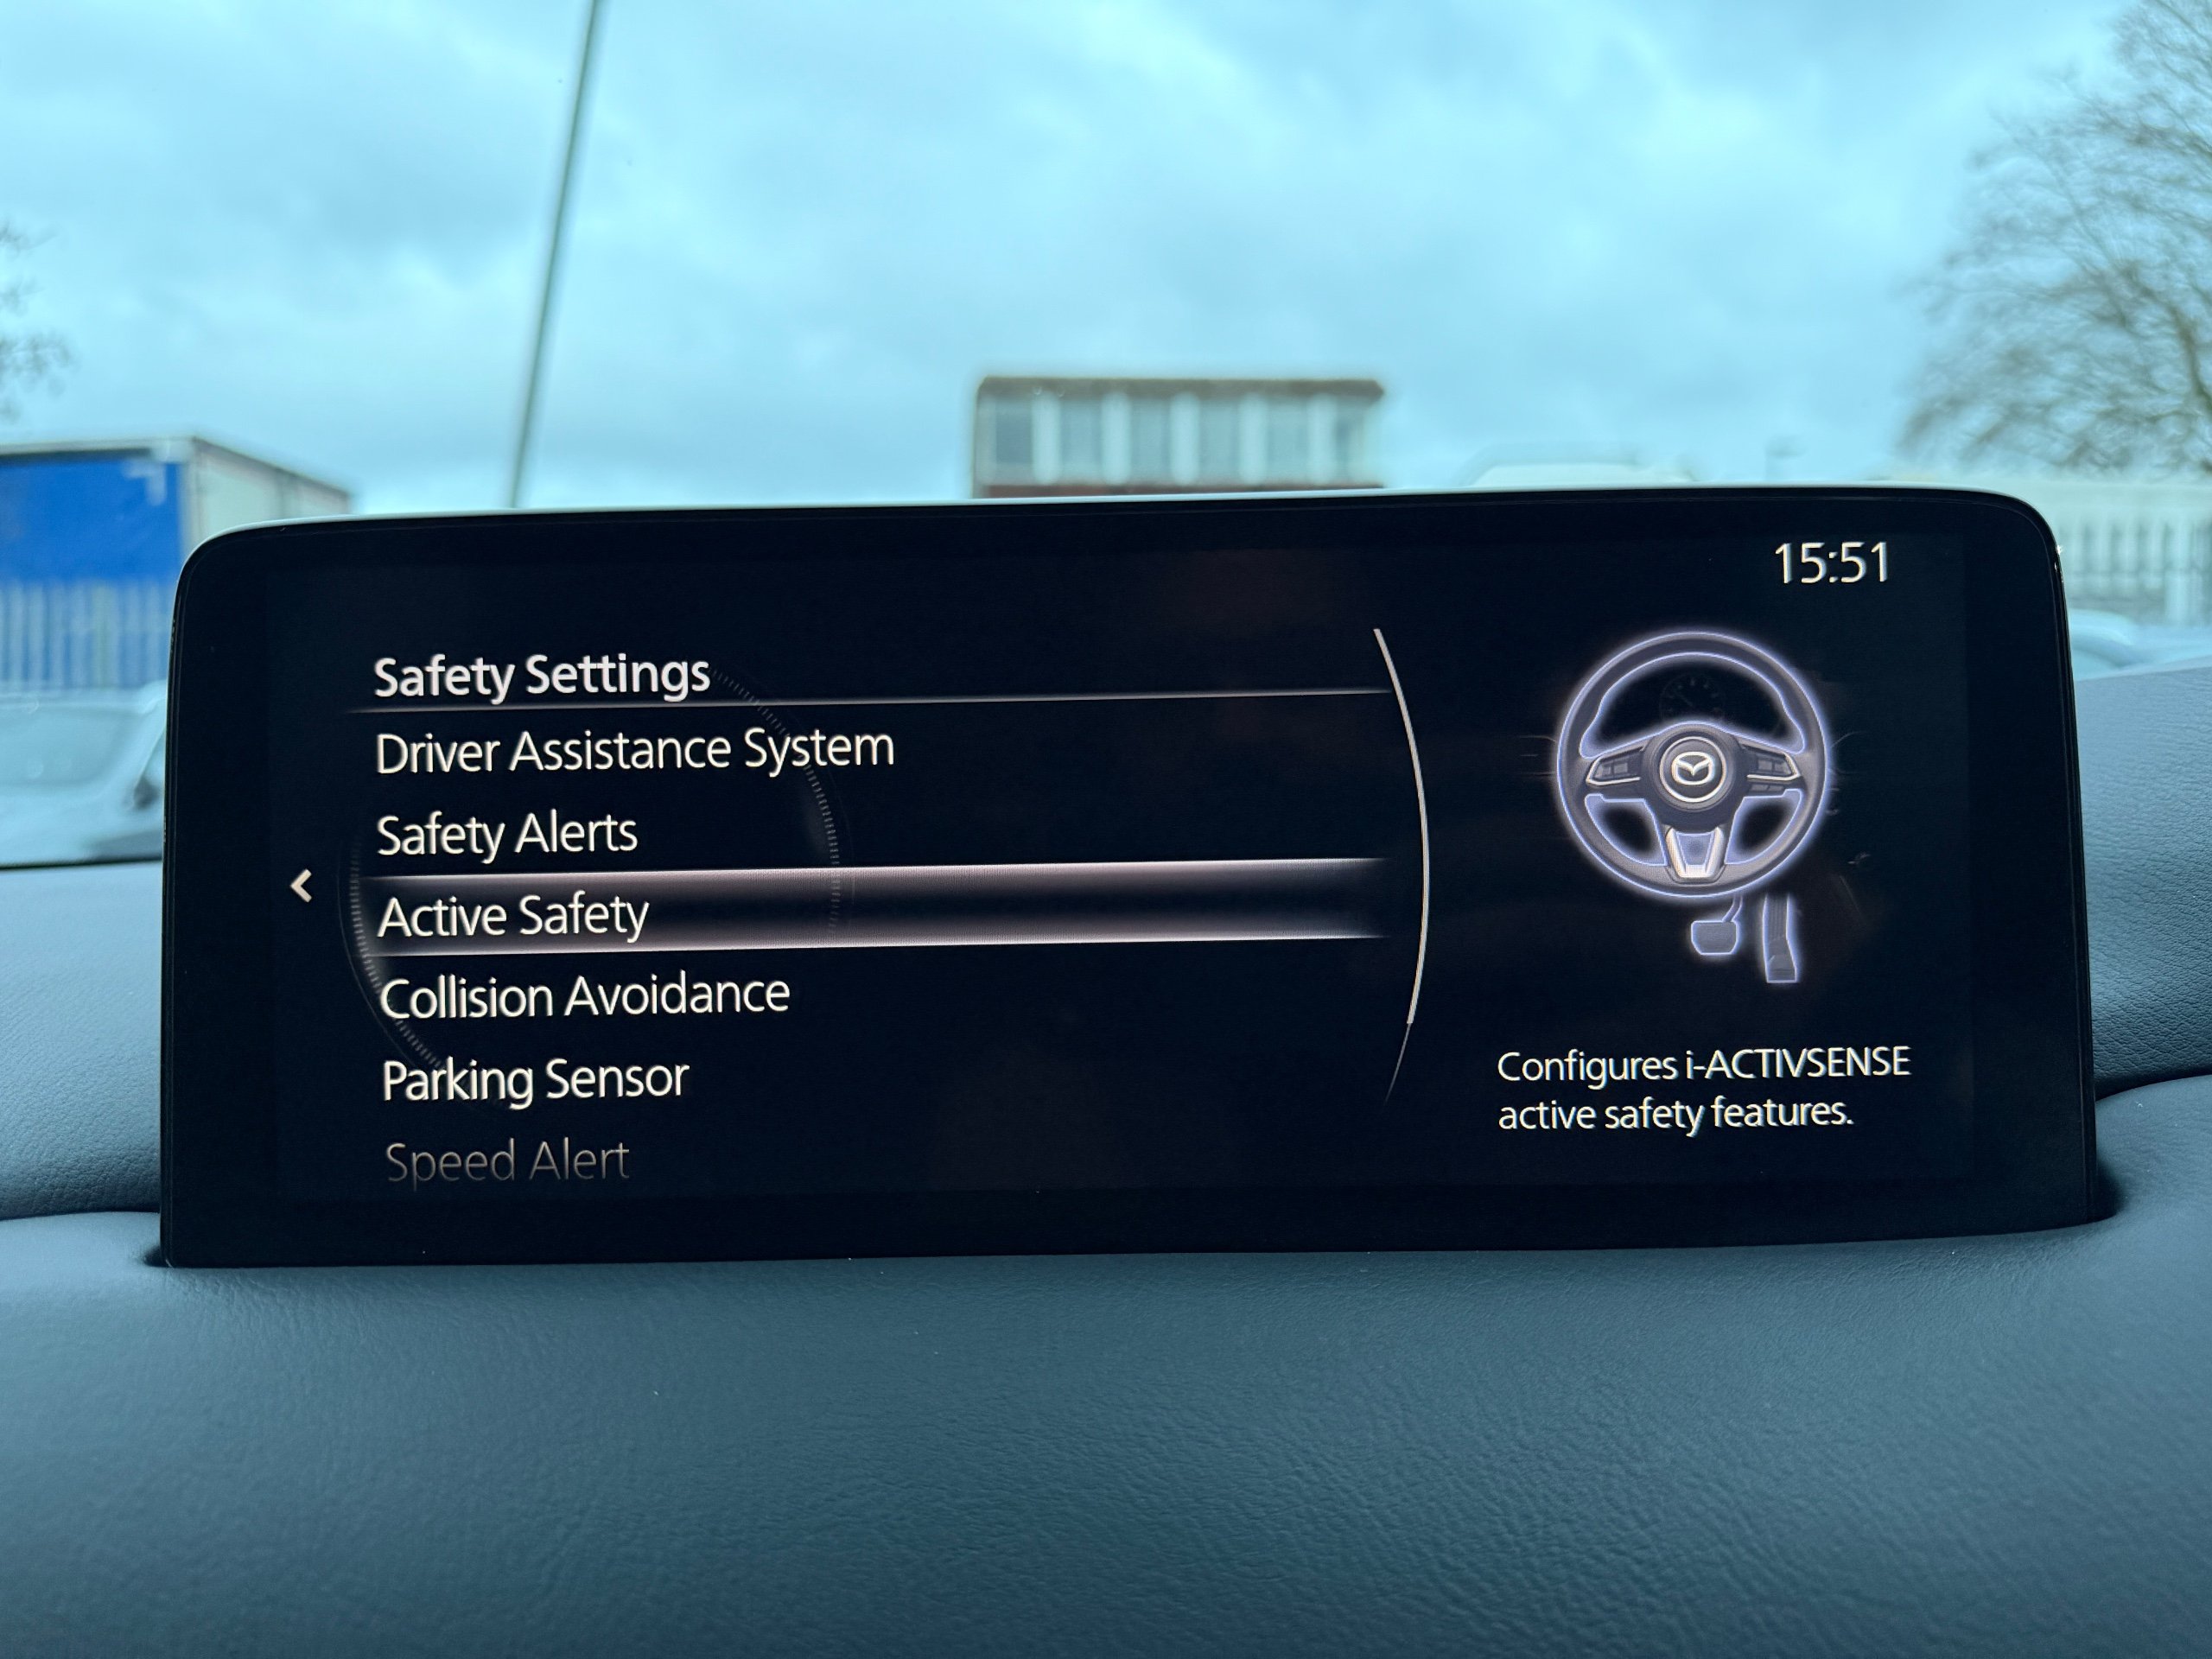 15:51
Safety Settings
Driver Assistance System
Safety Alerts
Active Safety
Collision Avoidance
Parking Sensor
Speed Alert
Configures i-ACTIVSENSE
active safety features.